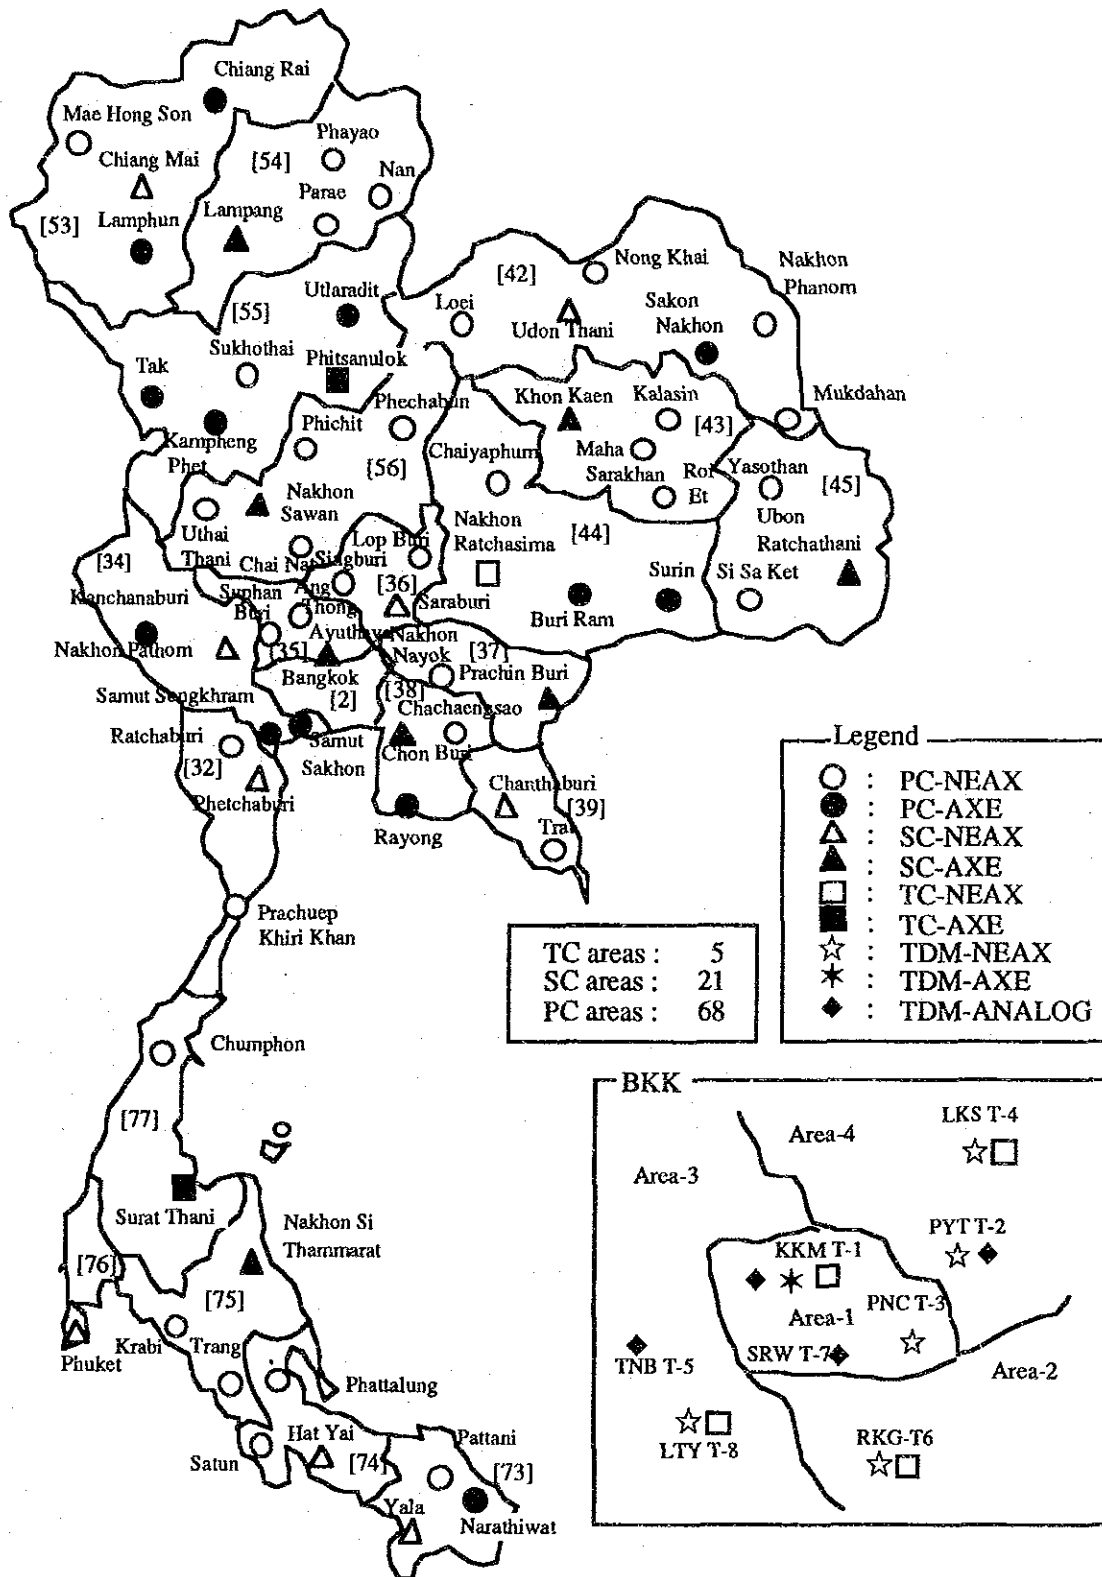 Chiang Rai
Mae Hong Son
Phayao
Chiang Mai
[54]
Nan
Parae
[53]
Lamphun
Lampang
[42]
Nong Khai
Nakhon
Phanom
Utlaradit
Loei
Sakon
Nakhon
Udon Thani
[55]
Sukhothai
Phitsanulok
Tak
Khon Kaen
Kalasin
Mukdahan
Phechabun
Kampheng
Phet
Phichit
[43]
Maha
Sarakhan
Chaiyaphum
[56]
Roi
Et
Yasothan
[45]
Nakhon
Sawan
Uthai
Thani
Nakhon
Ratchasima
[44]
Ubon
Ratchathani
Lop Buri
[34]
Chai Nat
Singburi
Surin
Si Sa Ket
Kanchanaburi
Suphan
Buri
Ang
Thong
[36]
Saraburi
Buri Ram
Nakhon Pathom
[35]
Ayuthaya
Nakhon
Nayok
[37]
Prachin Buri
Bangkok
[2]
[38]
Samut Songkhram
Chachaengsao
Ratchaburi
Samut
Sakhon
Chon Buri
[32]
Phetchaburi
Chanthaburi
[39]
Rayong
Trat
Prachuep
Khiri Khan
Legend
: PC-NEAX
: PC-AXE
: SC-NEAX
: SC-AXE
: TC-NEAX
: TC-AXE
: TDM-NEAX
: TDM-AXE
: TDM-ANALOG
TC areas : 5
SC areas : 21
PC areas : 68
Chumphon
[77]
Surat Thani
Nakhon Si
Thammarat
[76]
[75]
Phuket
Krabi
Trang
Phattalung
Satun
Hat Yai
[74]
Pattani
[73]
Yala
Narathiwat
BKK
LKS T-4
Area-4
Area-3
PYT T-2
KKM T-1
PNC T-3
Area-1
SRW T-7
TNB T-5
Area-2
LTY T-8
RKG-T6